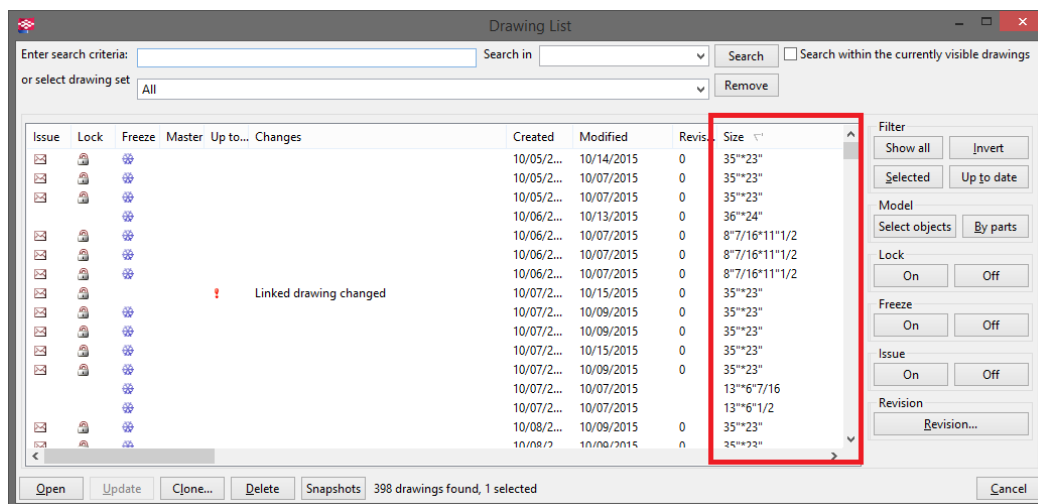 Drawing List
Enter search criteria: Search in Search Search within the currently visible drawings
or select drawing set All Remove
Issue Lock Freeze Master Up to... Changes Created Modified Revis... Size
10/05/2... 10/14/2015 0 35"*23"
10/05/2... 10/07/2015 0 35"*23"
10/05/2... 10/07/2015 0 35"*23"
10/06/2... 10/13/2015 0 36"*24"
10/06/2... 10/07/2015 0 8"7/16*11"1/2
10/06/2... 10/07/2015 0 8"7/16*11"1/2
10/06/2... 10/07/2015 0 8"7/16*11"1/2
Linked drawing changed 10/07/2... 10/15/2015 0 35"*23"
10/07/2... 10/09/2015 0 35"*23"
10/07/2... 10/09/2015 0 35"*23"
10/07/2... 10/15/2015 0 35"*23"
10/07/2... 10/09/2015 0 35"*23"
10/07/2... 10/07/2015 13"*6"7/16
10/07/2... 10/07/2015 13"*6"1/2
10/08/2... 10/09/2015 0 35"*23"
10/08/2... 10/09/2015 0 35"*23"
Filter
Show all Invert
Selected Up to date
Model
Select objects By parts
Lock
On Off
Freeze
On Off
Issue
On Off
Revision
Revision...
Open Update Clone... Delete Snapshots 398 drawings found, 1 selected Cancel